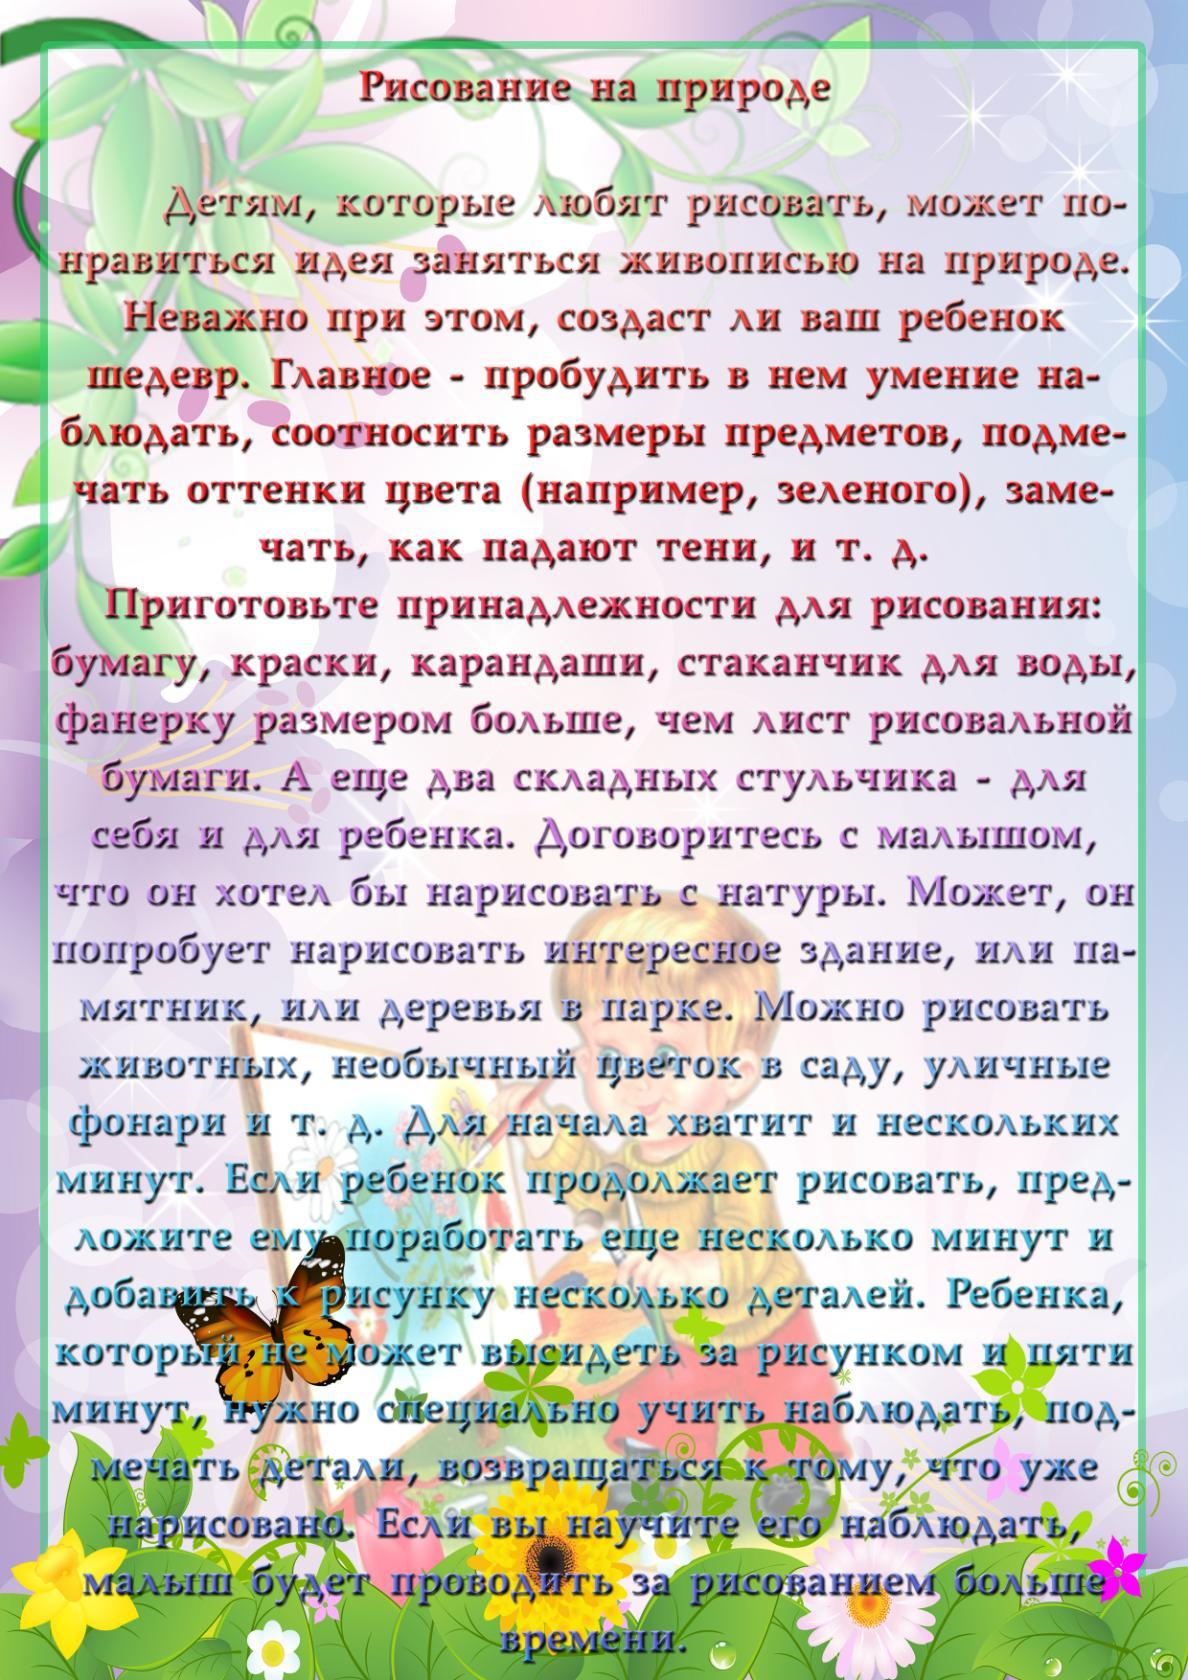 Рисование на природе
Детям, которые любят рисовать, может по-
нравиться идея заняться живописью на природе.
Неважно при этом, создаст ли ваш ребенок
шедевр. Главное - пробудить в нем умение на-
блюдать, соотносить размеры предметов, подме-
чать оттенки цвета (например, зеленого), заме-
чать, как падают тени, и т. д.
Приготовьте принадлежности для рисования:
бумагу, краски, карандаши, стаканчик для воды,
фанерку размером больше, чем лист рисовальной
бумаги. А еще два складных стульчика - для
себя и для ребенка. Договоритесь с малышом,
что он хотел бы нарисовать с натуры. Может, он
попробует нарисовать интересное здание, или па-
мятник, или деревья в парке. Можно рисовать
животных, необычный цветок в саду, уличные
фонари и т. д. Для начала хватит и нескольких
минут. Если ребенок продолжает рисовать, пред-
ложите ему поработать еще несколько минут и
добавить к рисунку несколько деталей. Ребенка,
который не может высидеть за рисунком и пяти
минут, нужно специально учить наблюдать, под-
мечать детали, возвращаться к тому, что уже
нарисовано. Если вы научите его наблюдать,
малыш будет проводить за рисованием больше
времени.